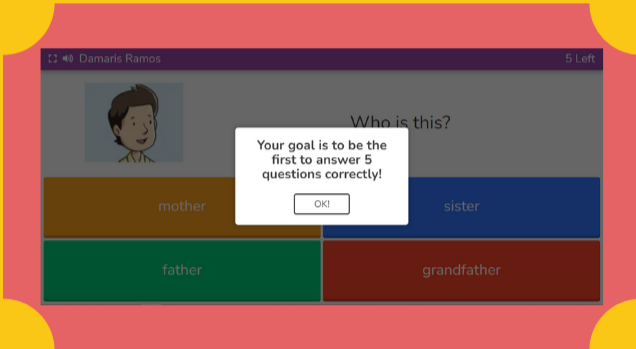 Damaris Ramos
5 Left
Who is this?
Your goal is to be the
first to answer 5
questions correctly!
OK!
mother
sister
father
grandfather